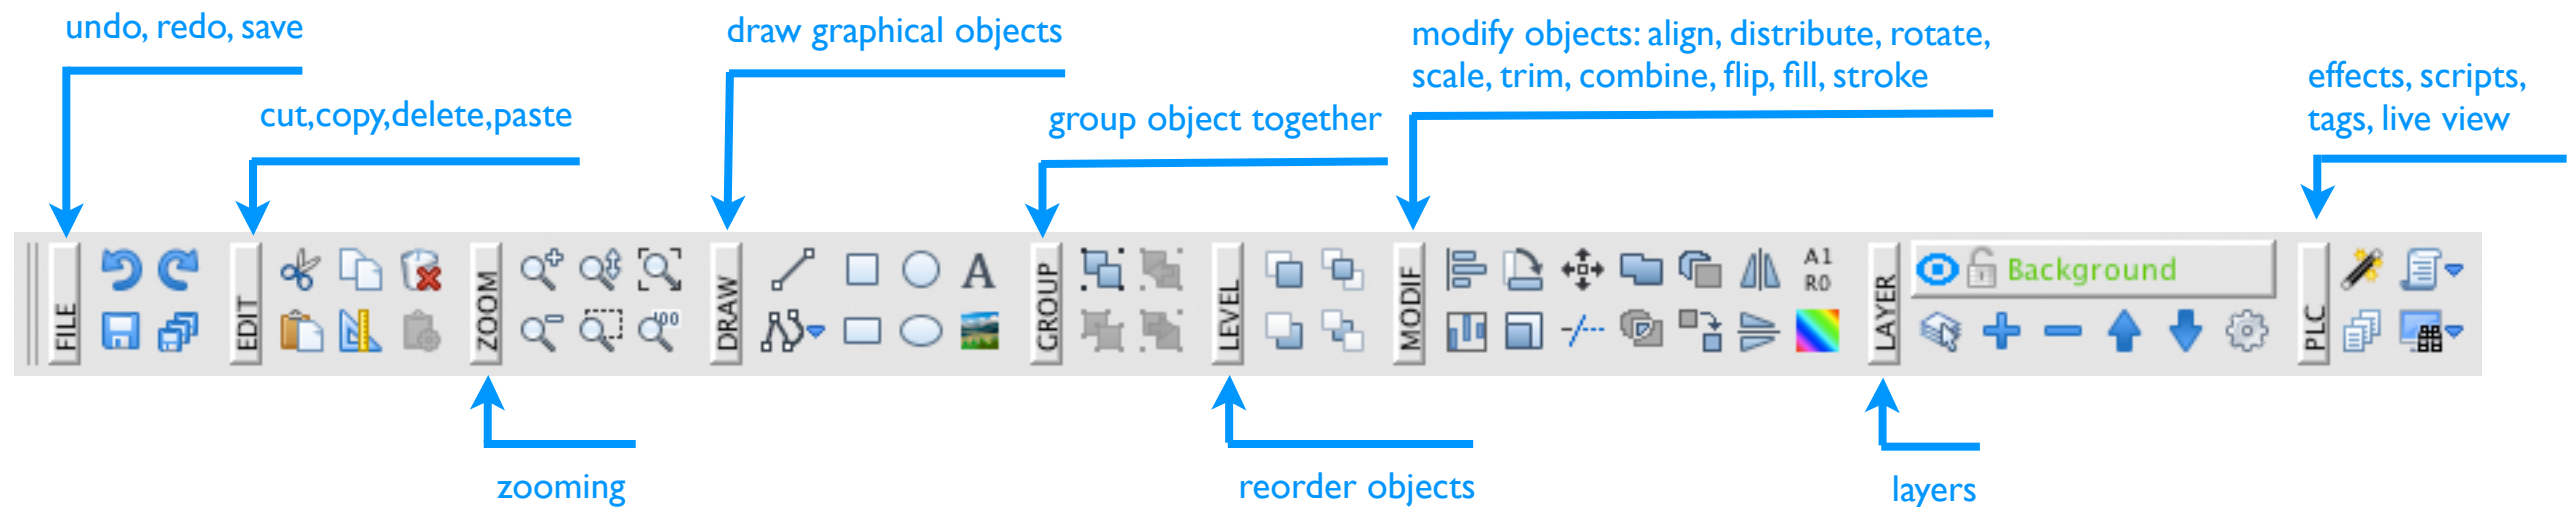 undo, redo, save
draw graphical objects
modify objects: align, distribute, rotate,
scale, trim, combine, flip, fill, stroke
effects, scripts,
tags, live view
cut,copy,delete,paste
group object together
FILE
EDIT
ZOOM
100
DRAW
A
GROUP
LEVEL
MODIF
A1
R0
LAYER
Background
PLC
zooming
reorder objects
layers